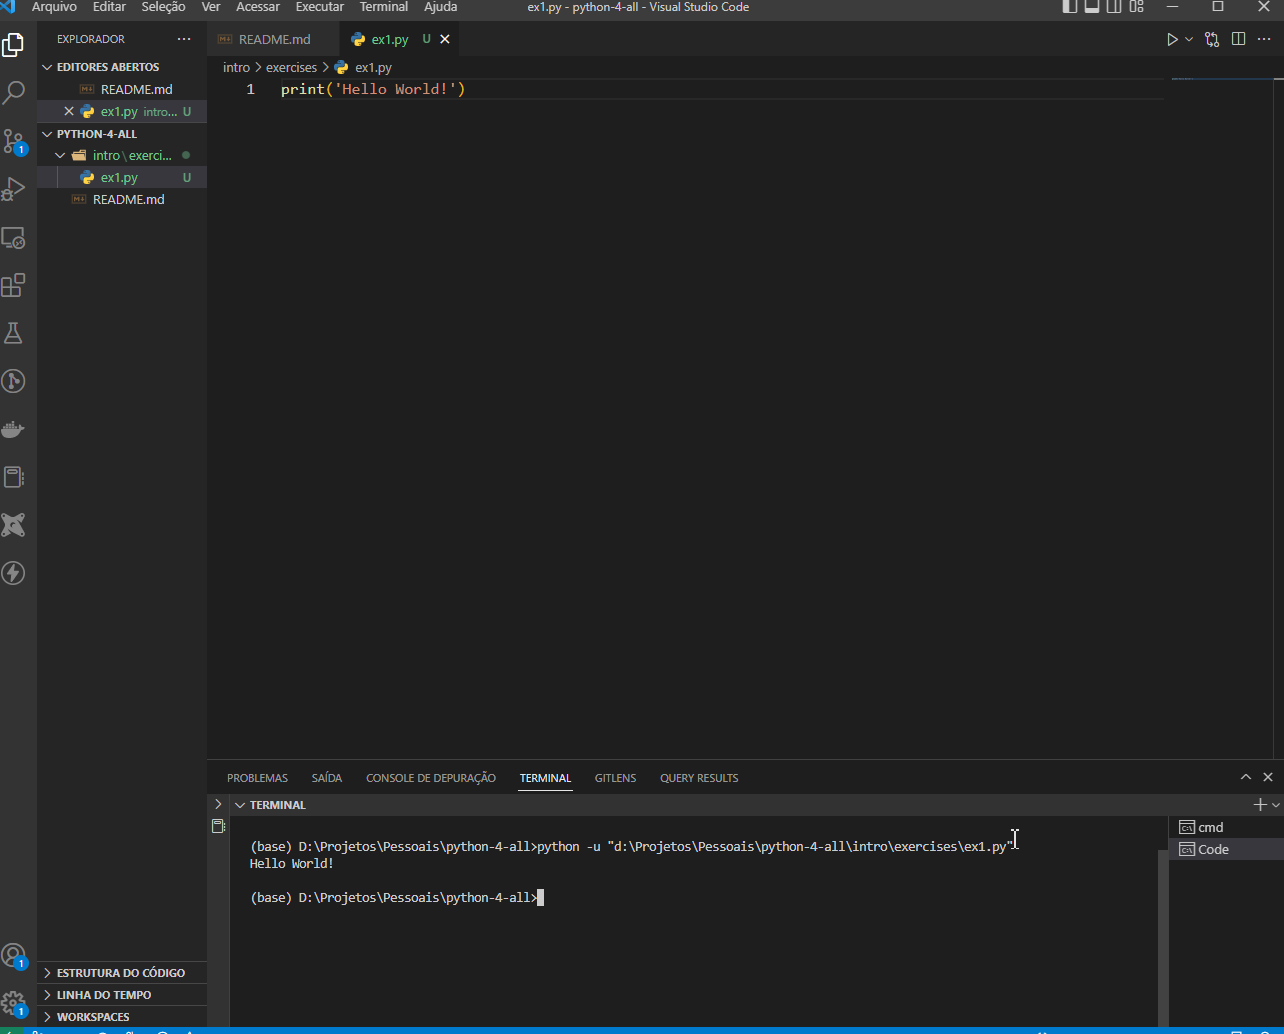 Arquivo Editar Seleção Ver Acessar Executar Terminal Ajuda ex1.py - python-4-all - Visual Studio Code
EXPLORADOR ···
EDITORES ABERTOS
README.md
ex1.py intro... U
PYTHON-4-ALL
intro\exerci...
ex1.py U
README.md
README.md ex1.py U
intro > exercises > ex1.py
1 print('Hello World!')
PROBLEMAS SAÍDA CONSOLE DE DEPURAÇÃO TERMINAL GITLENS QUERY RESULTS
TERMINAL
(base) D:\Projetos\Pessoais\python-4-all>python -u "d:\Projetos\Pessoais\python-4-all\intro\exercises\ex1.py"
Hello World!
(base) D:\Projetos\Pessoais\python-4-all>
cmd
Code
1
1
1
ESTRUTURA DO CÓDIGO
LINHA DO TEMPO
WORKSPACES